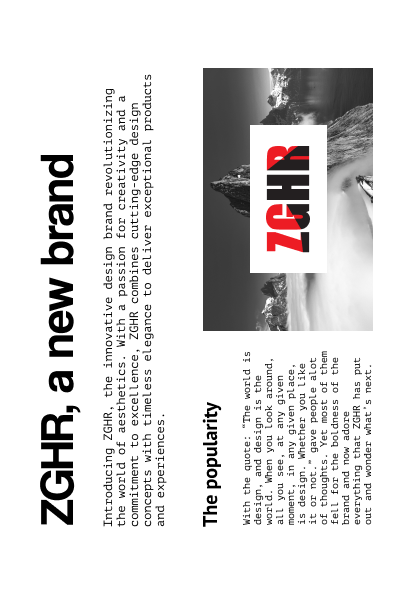 ZGHR, a new brand
Introducing ZGHR, the innovative design brand revolutionizing
the world of aesthetics. With a passion for creativity and a
commitment to excellence, ZGHR combines cutting-edge design
concepts with timeless elegance to deliver exceptional products
and experiences.
The popularity
With the quote: "The world is
design, and design is the
world. When you look around,
all you see, at any given
moment, in any given place,
is design. Whether you like
it or not." gave people alot
of thoughts. Yet most of them
fell for the boldness of the
brand and now adore
everything that ZGHR has put
out and wonder what's next.
ZGHR